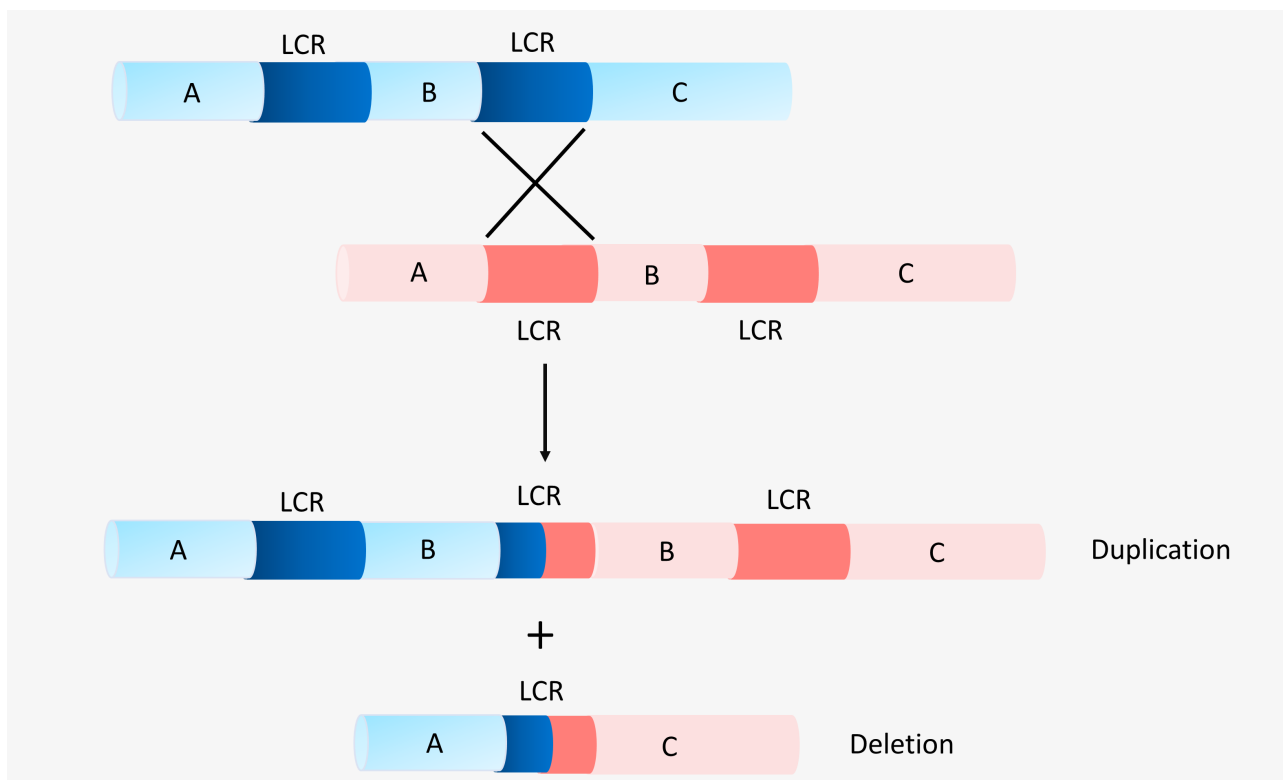 LCR LCR
A B C
A B C
LCR LCR
LCR LCR LCR
A B B C Duplication
+
LCR
A C Deletion